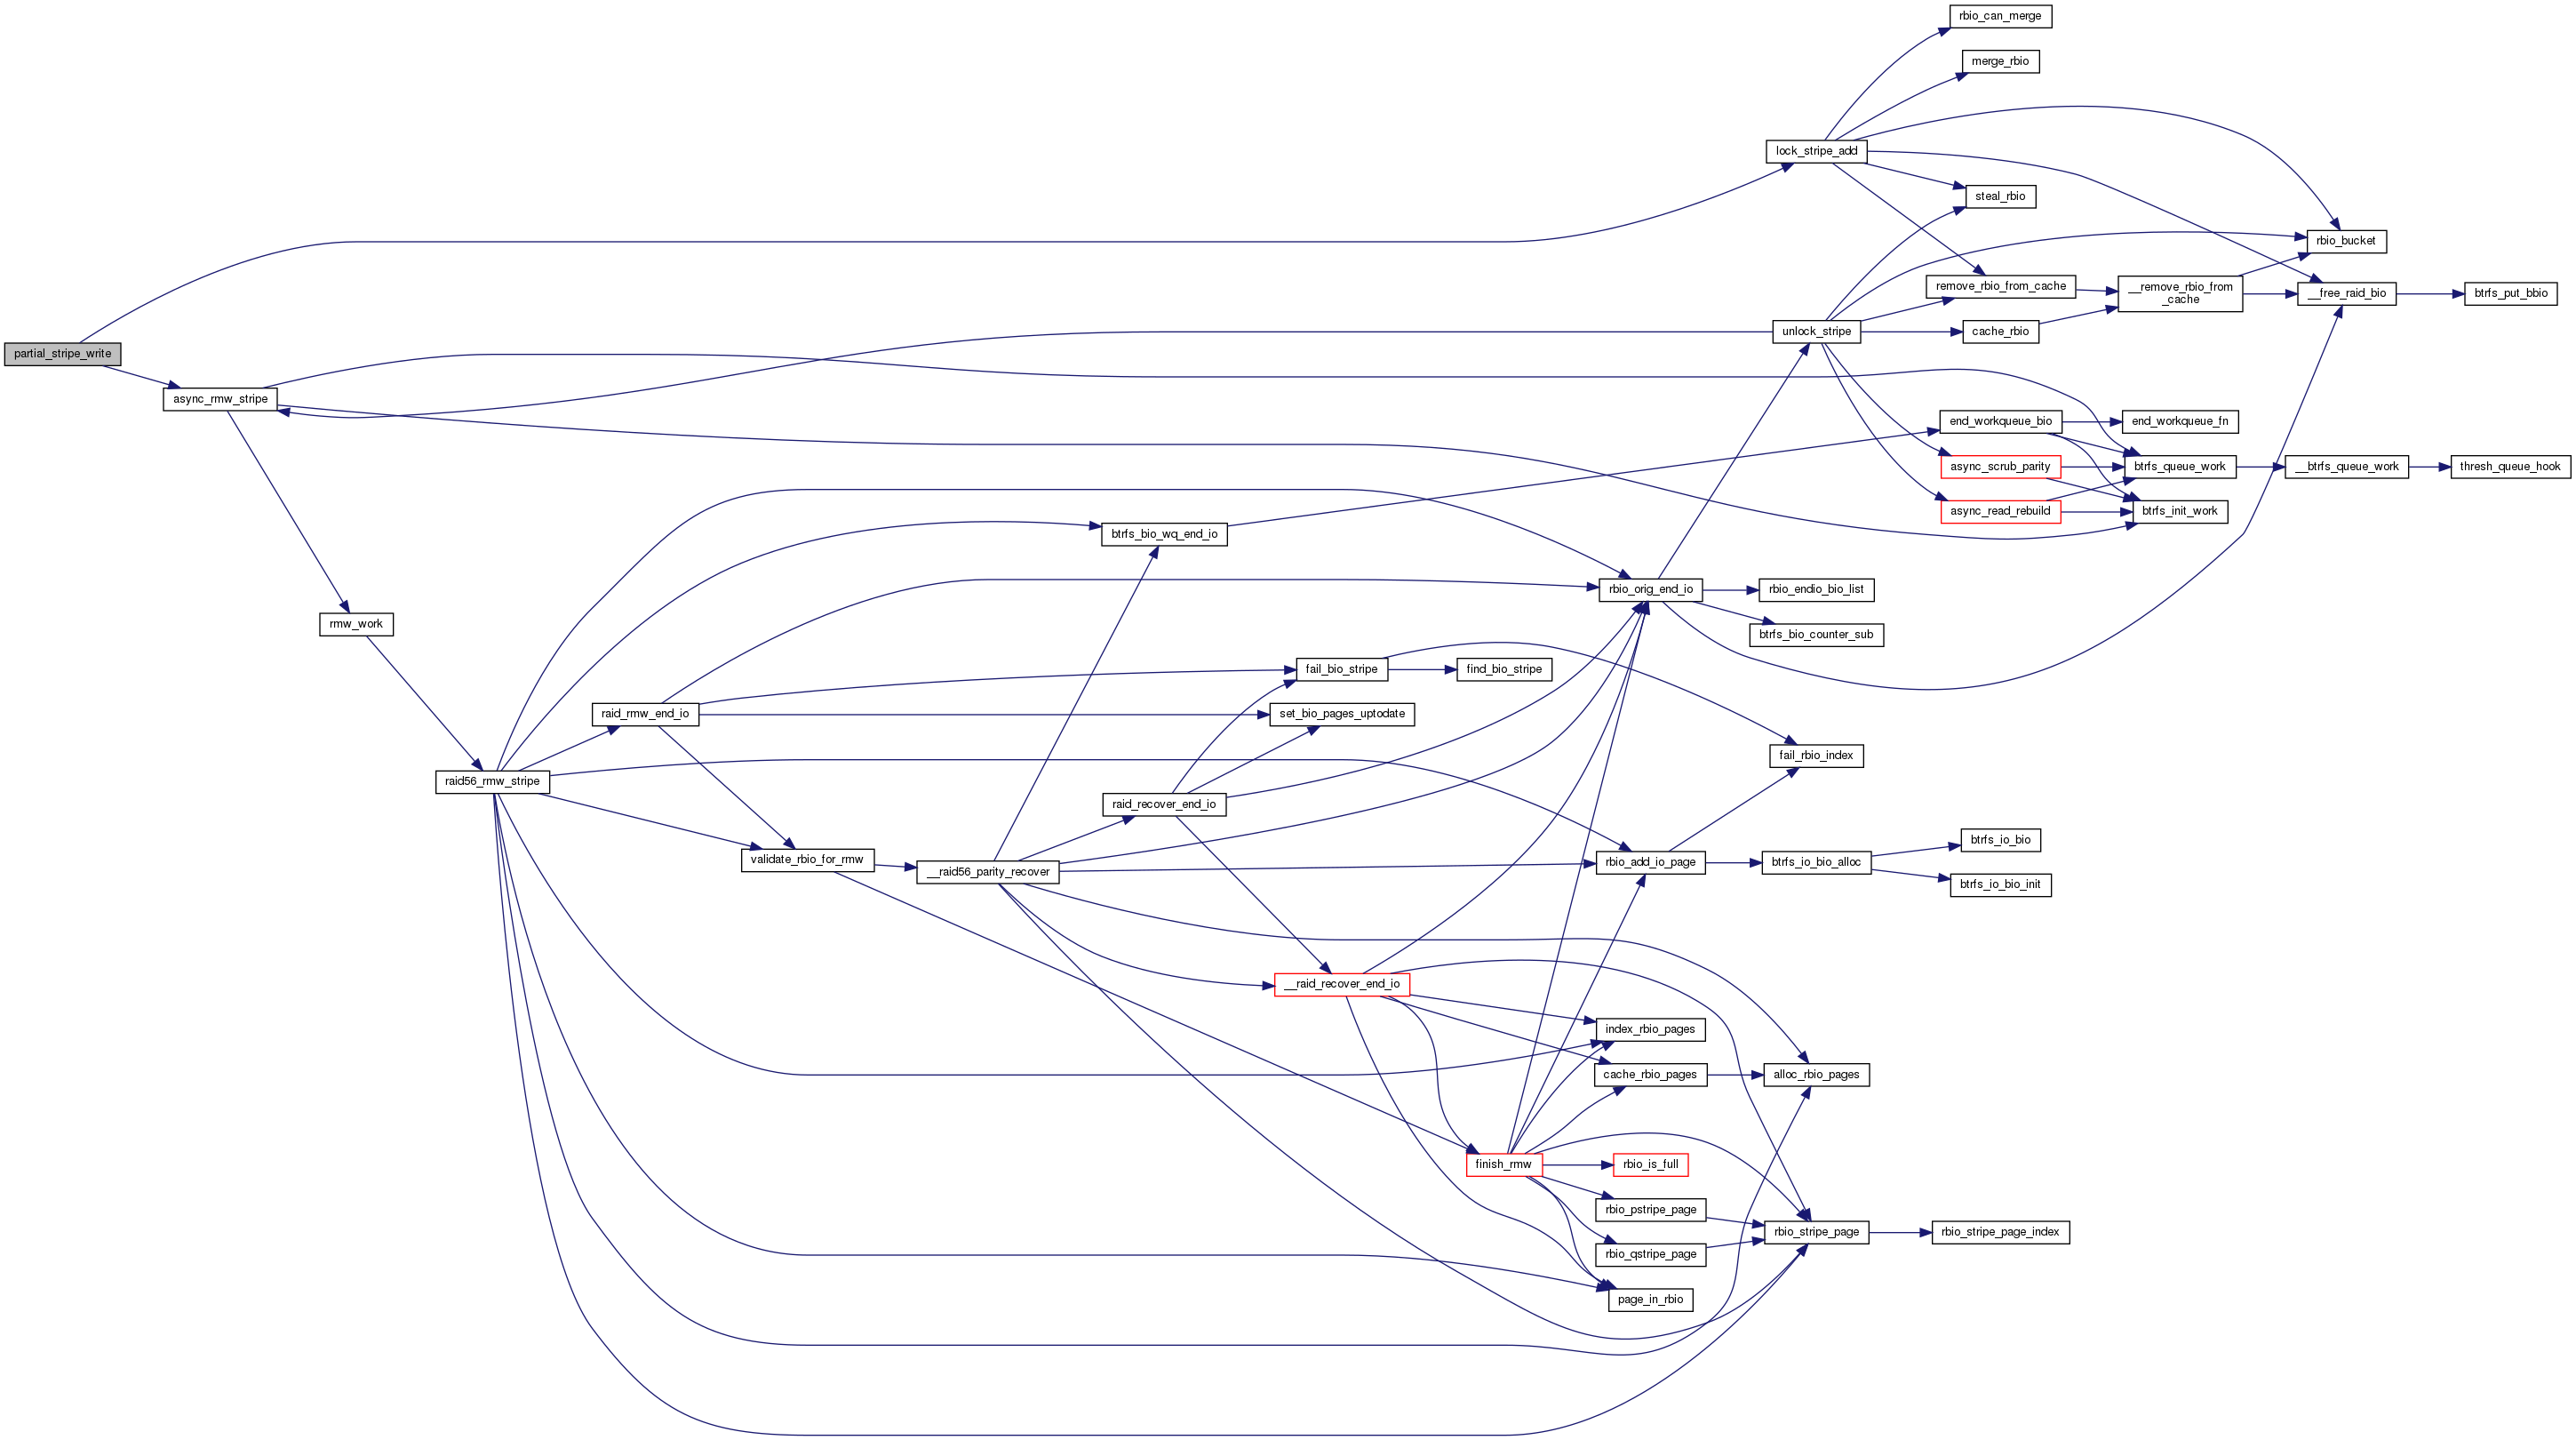 rbio_can_merge
merge_rbio
lock_stripe_add
steal_rbio
rbio_bucket
remove_rbio_from_cache
__remove_rbio_from
_cache
__free_raid_bio
btrfs_put_bbio
unlock_stripe
cache_rbio
partial_stripe_write
async_rmw_stripe
end_workqueue_bio
end_workqueue_fn
async_scrub_parity
btrfs_queue_work
__btrfs_queue_work
thresh_queue_hook
async_read_rebuild
btrfs_init_work
btrfs_bio_wq_end_io
rbio_orig_end_io
rbio_endio_bio_list
rmw_work
btrfs_bio_counter_sub
fail_bio_stripe
find_bio_stripe
raid_rmw_end_io
set_bio_pages_uptodate
fail_rbio_index
raid56_rmw_stripe
raid_recover_end_io
btrfs_io_bio
validate_rbio_for_rmw
__raid56_parity_recover
rbio_add_io_page
btrfs_io_bio_alloc
btrfs_io_bio_init
__raid_recover_end_io
index_rbio_pages
cache_rbio_pages
alloc_rbio_pages
finish_rmw
rbio_is_full
rbio_pstripe_page
rbio_stripe_page
rbio_stripe_page_index
rbio_qstripe_page
page_in_rbio